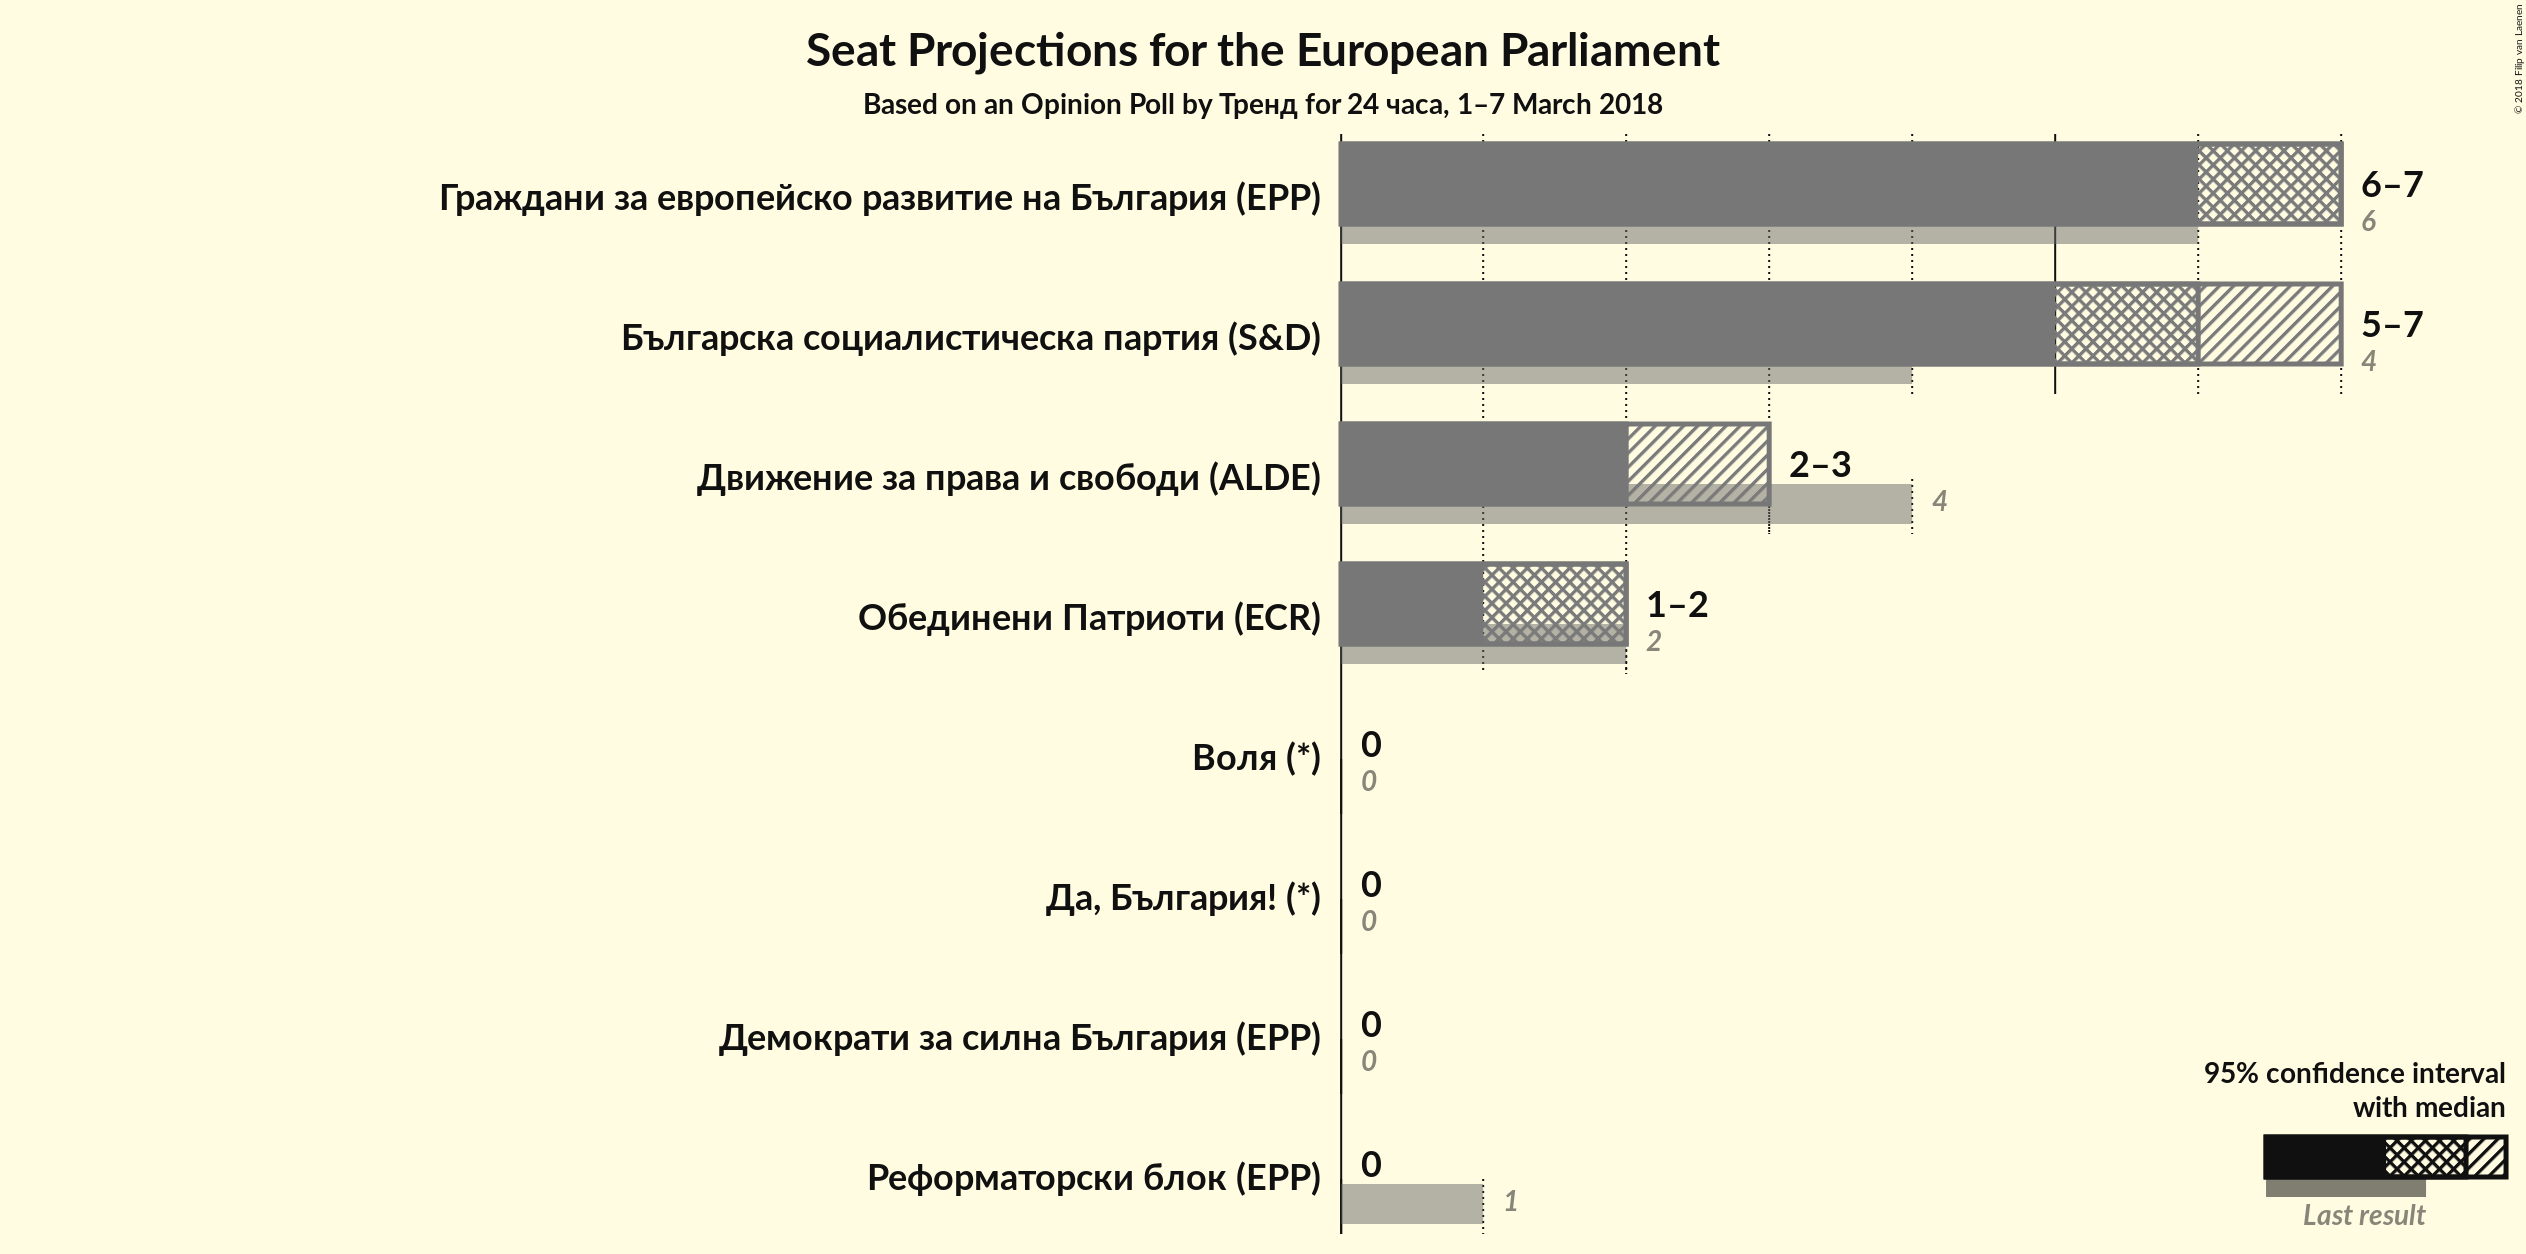 Seat Projections for the European Parliament
Based on an Opinion Poll by Тренд for 24 часа, 1–7 March 2018
© 2018 Filip van Laenen
Граждани за европейско развитие на България (EPP)
6–7
6
Българска социалистическа партия (S&D)
5–7
4
Движение за права и свободи (ALDE)
2–3
4
Обединени Патриоти (ECR)
1–2
2
Воля (*)
0
0
Да, България! (*)
0
0
Демократи за силна България (EPP)
0
0
Реформаторски блок (EPP)
0
1
95% confidence interval
with median
Last result